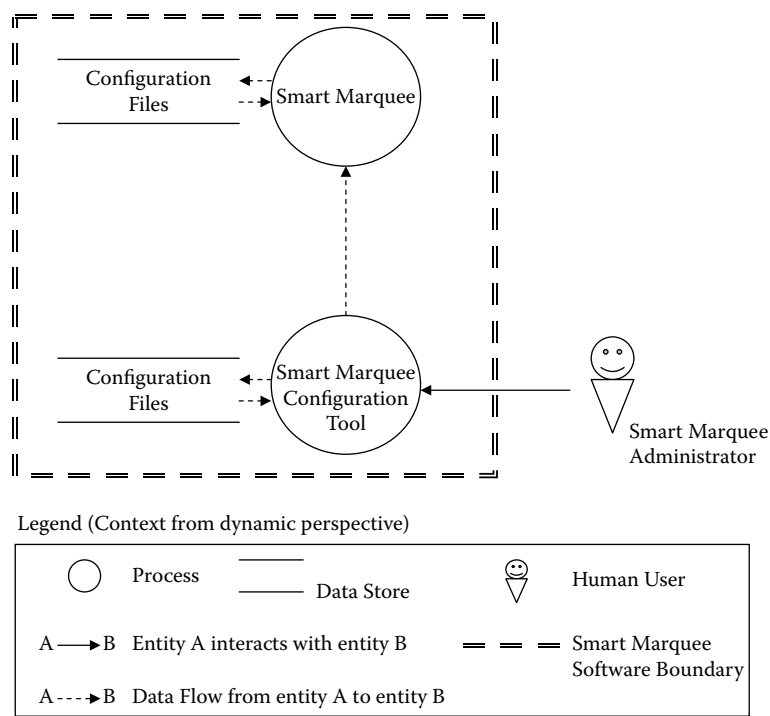 Configuration
Files
Smart Marquee
Configuration
Files
Smart Marquee
Configuration
Tool
Smart Marquee
Administrator
Legend (Context from dynamic perspective)
Process
Data Store
Human User
A B Entity A interacts with entity B
Smart Marquee
Software Boundary
A B Data Flow from entity A to entity B